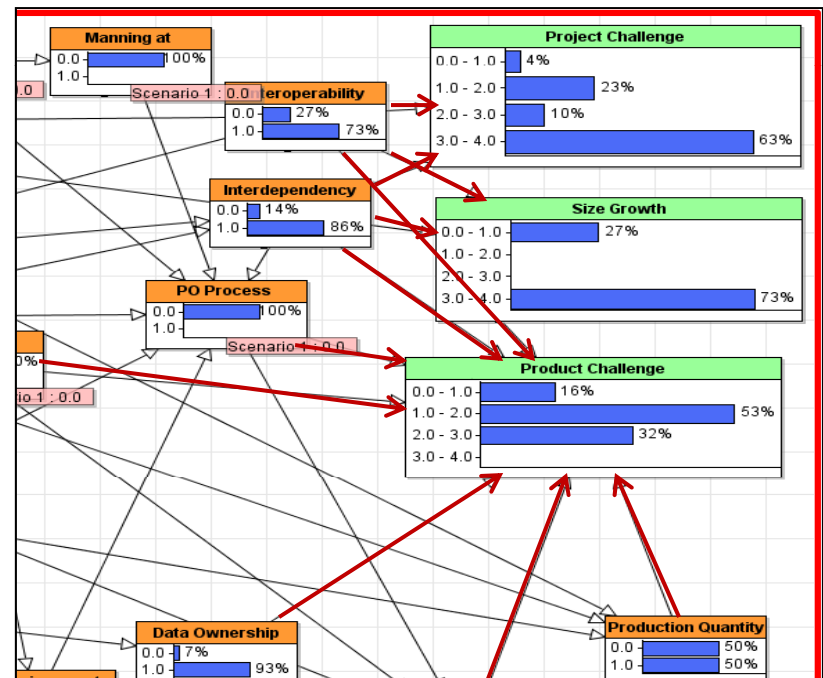 Manning at
0.0 100%
1.0
.0
Scenario 1 : 0.0
teroperability
0.0 27%
1.0 73%
Project Challenge
0.0 - 1.0 4%
1.0 - 2.0 23%
2.0 - 3.0 10%
3.0 - 4.0 63%
Interdependency
0.0 14%
1.0 86%
Size Growth
0.0 - 1.0 27%
1.0 - 2.0
2.0 - 3.0
3.0 - 4.0 73%
PO Process
0.0 100%
1.0
Scenario 1 : 0.0
0%
io 1 : 0.0
Product Challenge
0.0 - 1.0 16%
1.0 - 2.0 53%
2.0 - 3.0 32%
3.0 - 4.0
Data Ownership
0.0 7%
1.0 93%
Production Quantity
0.0 50%
1.0 50%